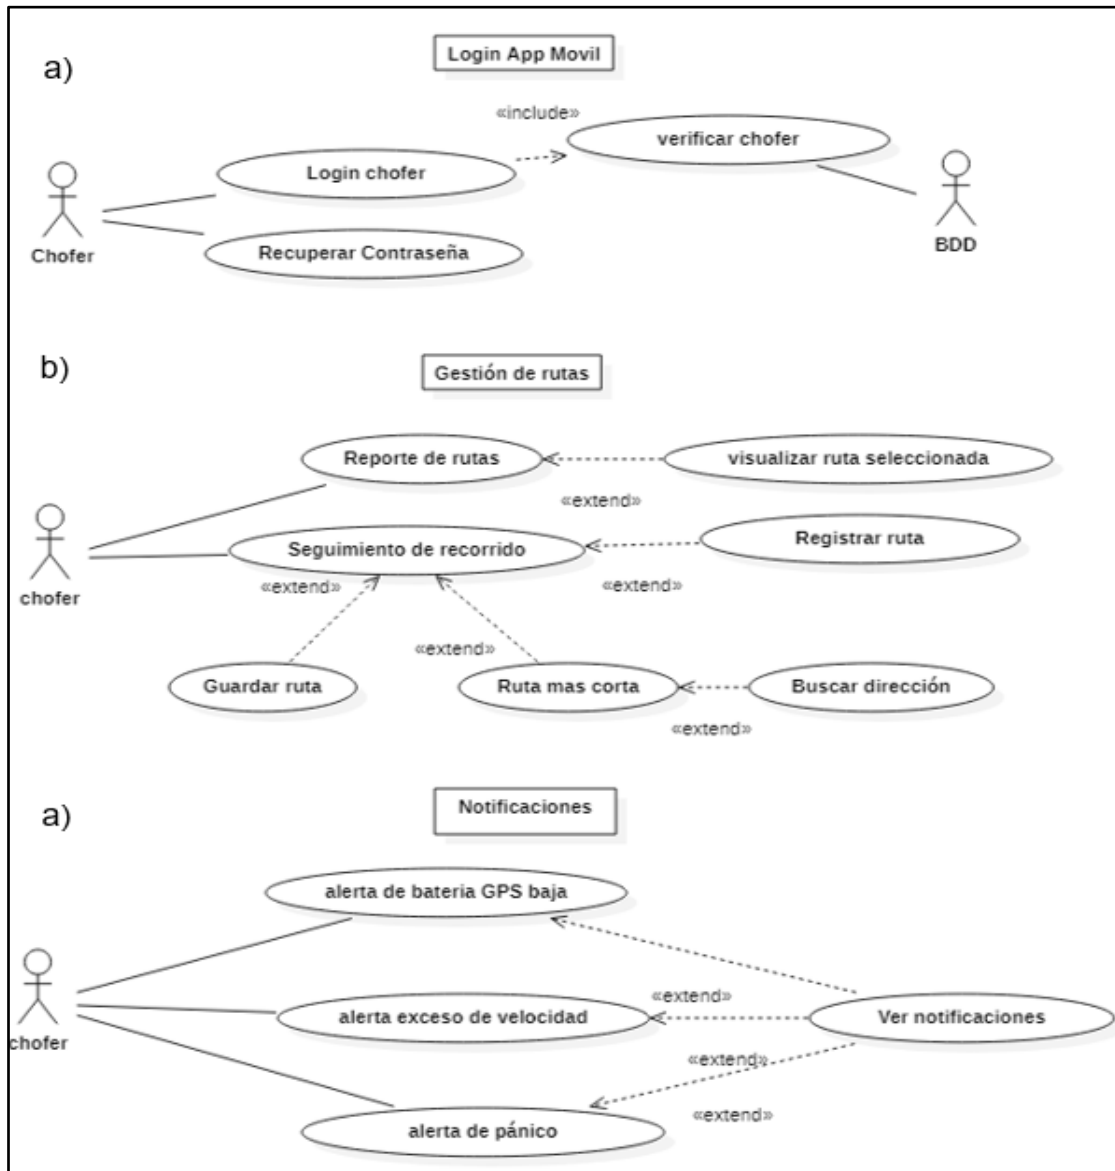 a)
Login App Movil
«include»
verificar chofer
Login chofer
Chofer
BDD
Recuperar Contraseña
b)
Gestión de rutas
Reporte de rutas
visualizar ruta seleccionada
«extend»
Seguimiento de recorrido
Registrar ruta
chofer
«extend»
«extend»
«extend»
Guardar ruta
Ruta mas corta
Buscar dirección
«extend»
a)
Notificaciones
alerta de bateria GPS baja
«extend»
alerta exceso de velocidad
Ver notificaciones
chofer
«extend»
«extend»
alerta de pánico